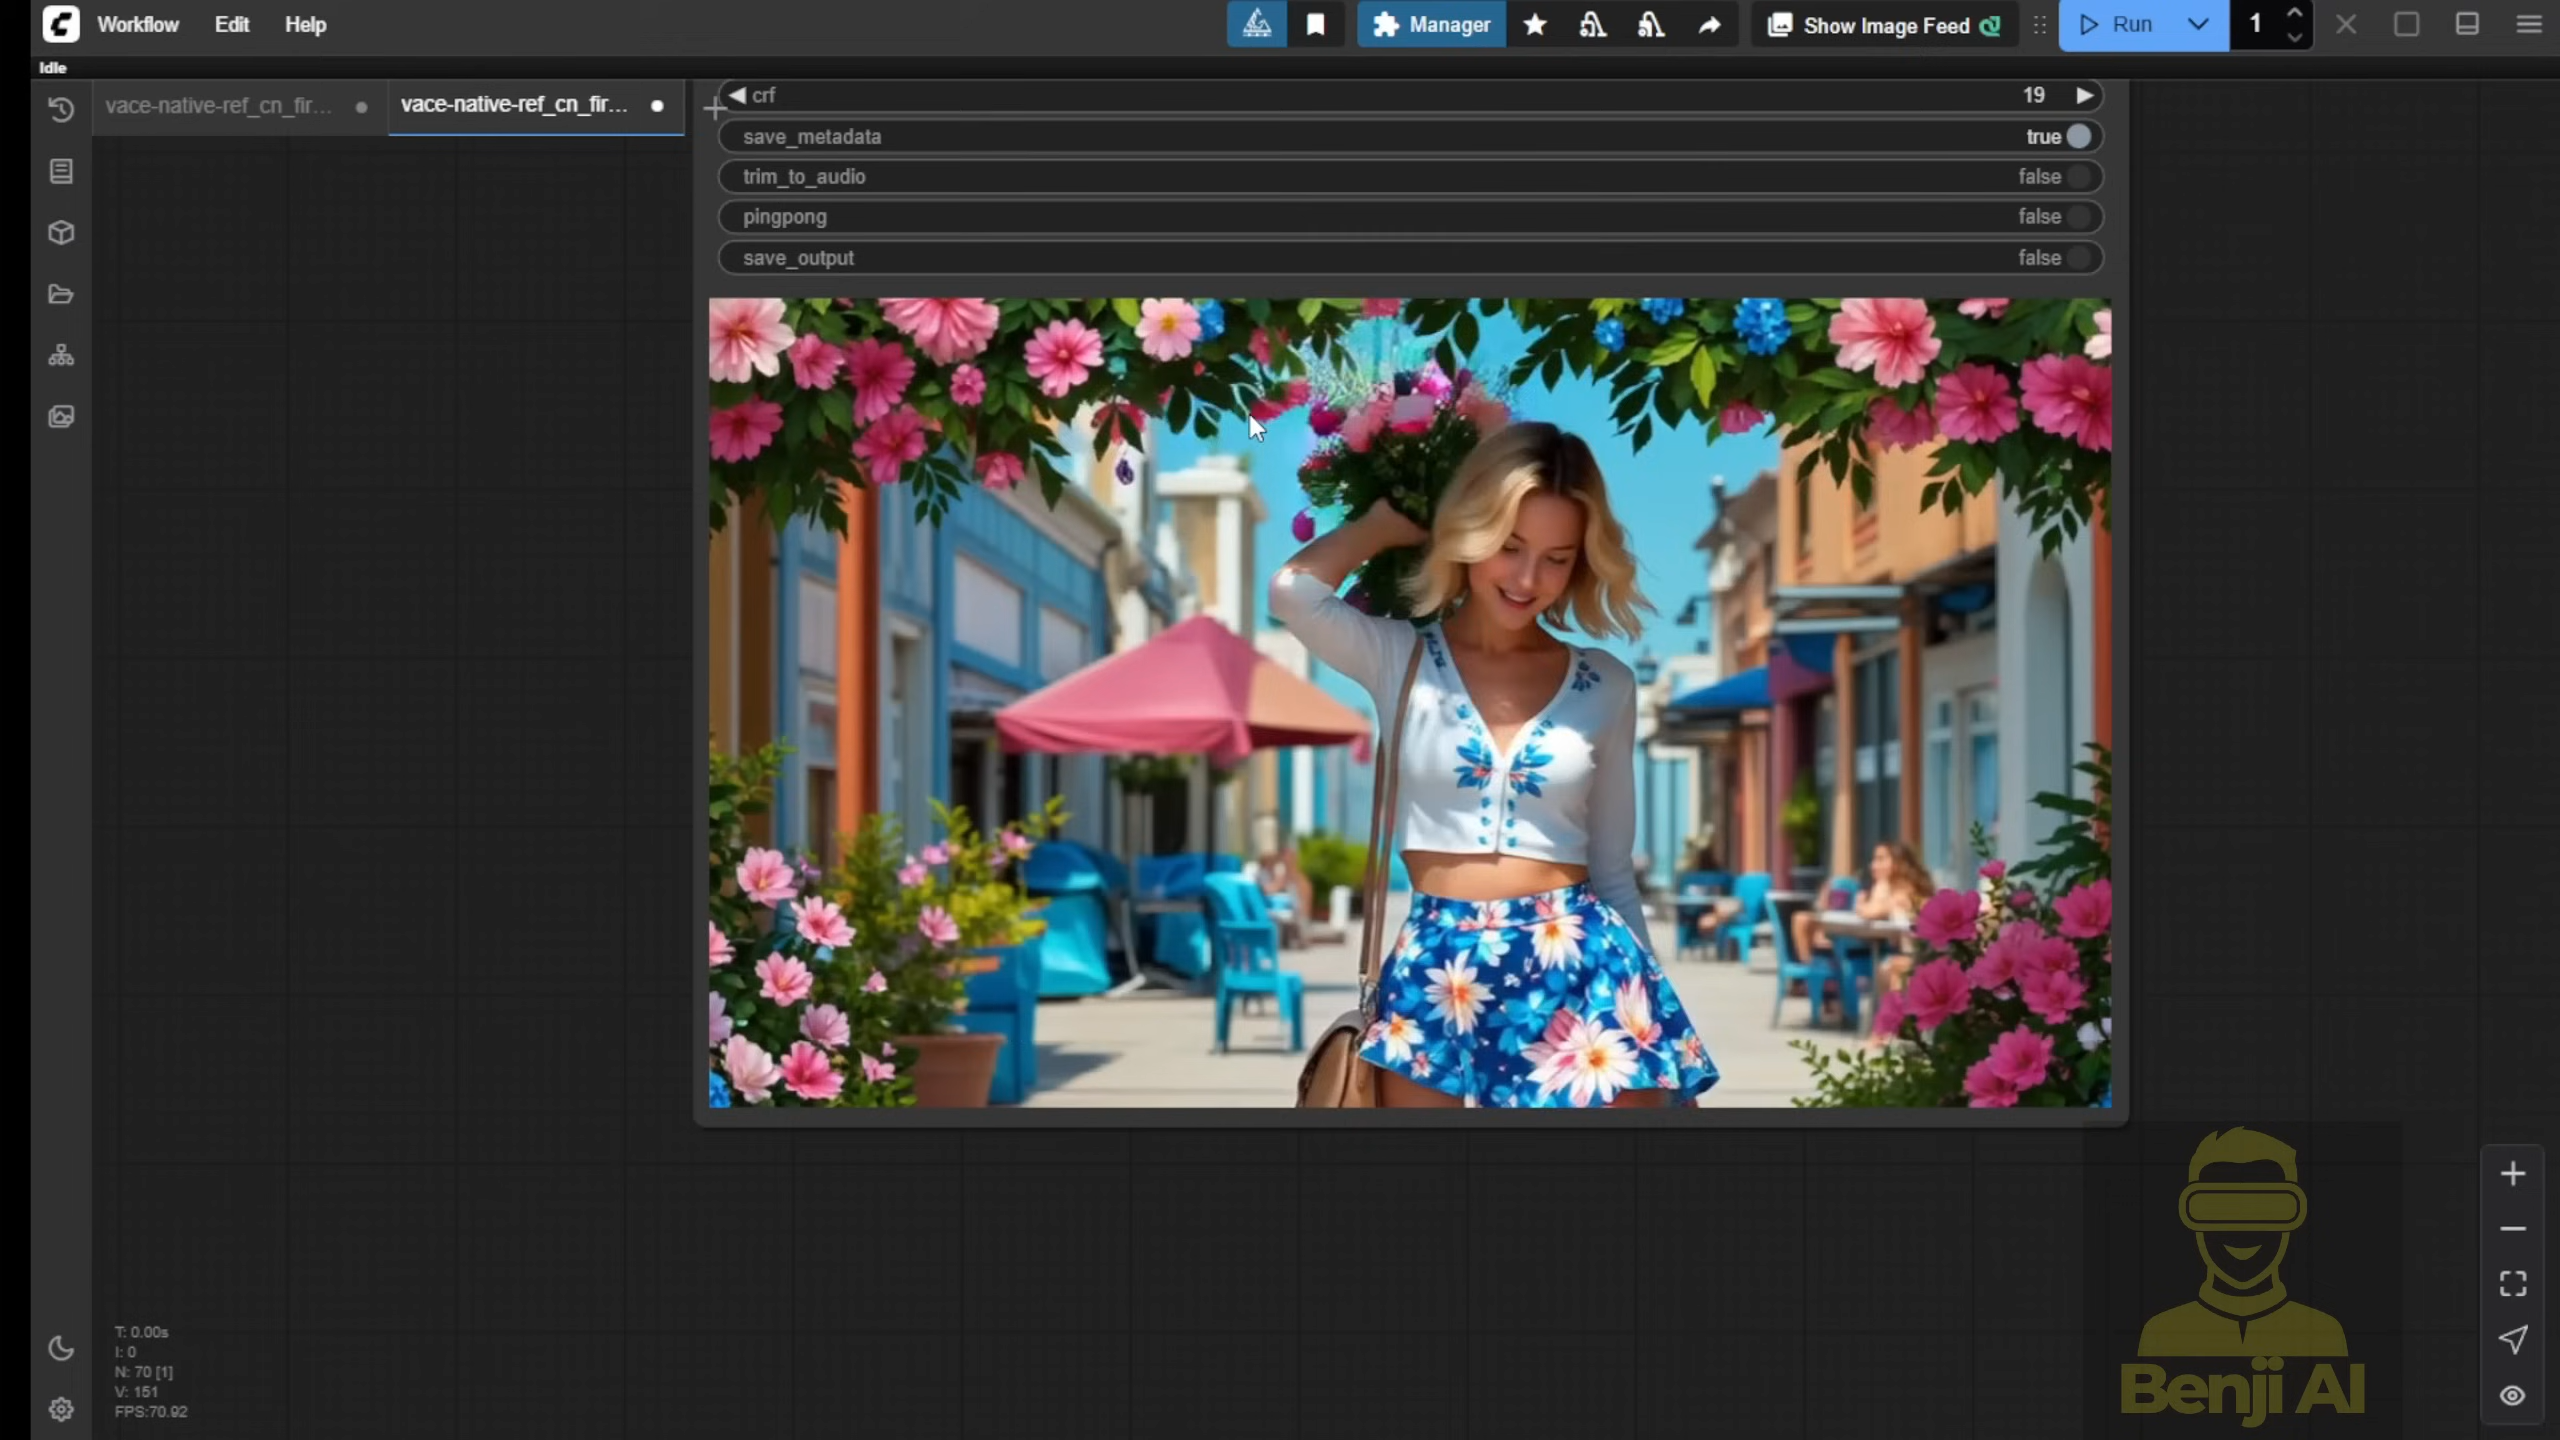 Workflow Edit Help
Manager
Show Image Feed
Run
1
Idle
vace-native-ref_cn_fir...
vace-native-ref_cn_fir...
crf 19
save_metadata true
trim_to_audio false
pingpong false
save_output false
T: 0.00s
I: 0
N: 70 [1]
V: 151
FPS:70.92
Benji AI